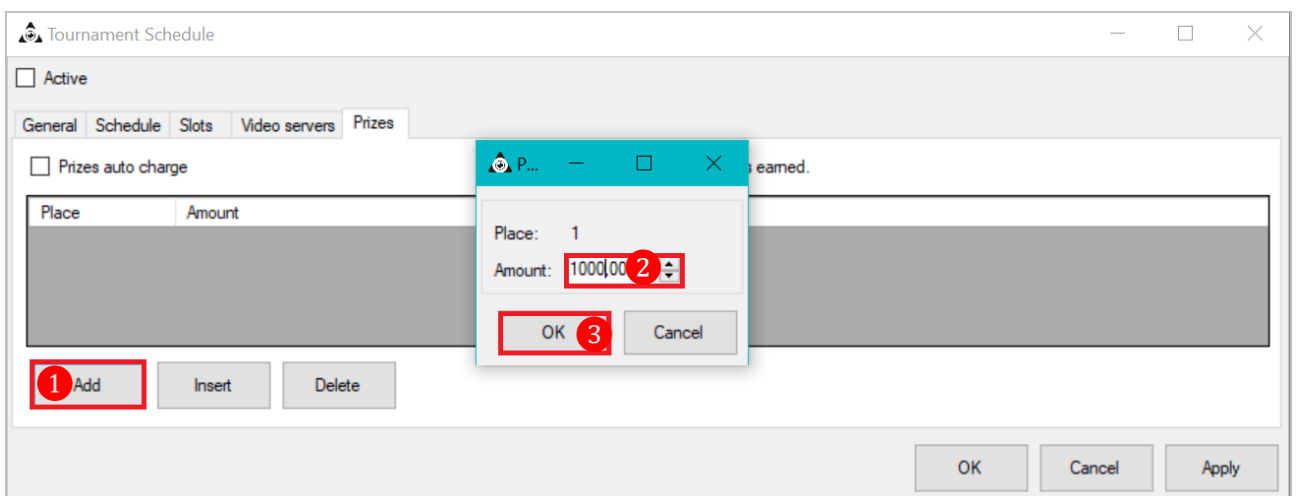 Tournament Schedule
Active
General Schedule Slots Video servers Prizes
Prizes auto charge
P...
earned.
Place Amount
Place: 1
Amount: 1000,00 2
OK 3 Cancel
1 Add Insert Delete
OK Cancel Apply